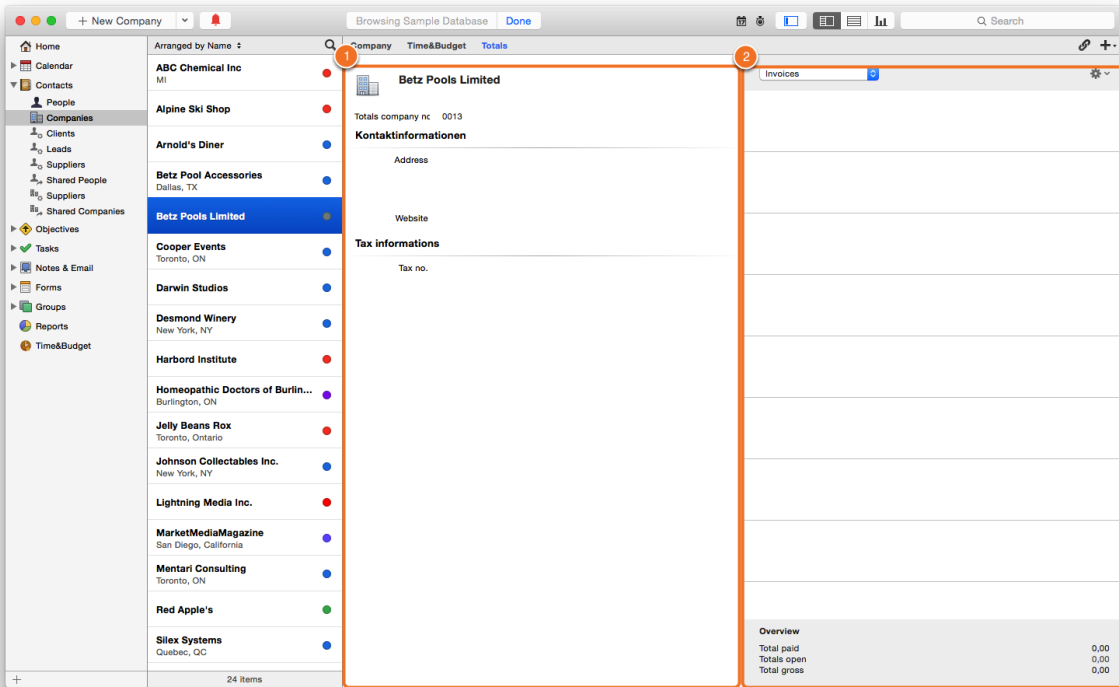 + New Company
Browsing Sample Database
Done
Search
Home
Calendar
Contacts
People
Companies
Clients
Leads
Suppliers
Shared People
Suppliers
Shared Companies
Objectives
Tasks
Notes & Email
Forms
Groups
Reports
Time&Budget
Arranged by Name
ABC Chemical Inc
MI
Alpine Ski Shop
Arnold's Diner
Betz Pool Accessories
Dallas, TX
Betz Pools Limited
Cooper Events
Toronto, ON
Darwin Studios
Desmond Winery
New York, NY
Harbord Institute
Homeopathic Doctors of Burlin...
Burlington, ON
Jelly Beans Rox
Toronto, Ontario
Johnson Collectables Inc.
New York, NY
Lightning Media Inc.
MarketMediaMagazine
San Diego, California
Mentari Consulting
Toronto, ON
Red Apple's
Silex Systems
Quebec, QC
24 items
Company Time&Budget Totals
1
Betz Pools Limited
Totals company nc 0013
Kontaktinformationen
Address
Website
Tax informations
Tax no.
2
Invoices
Overview
Total paid 0,00
Totals open 0,00
Total gross 0,00